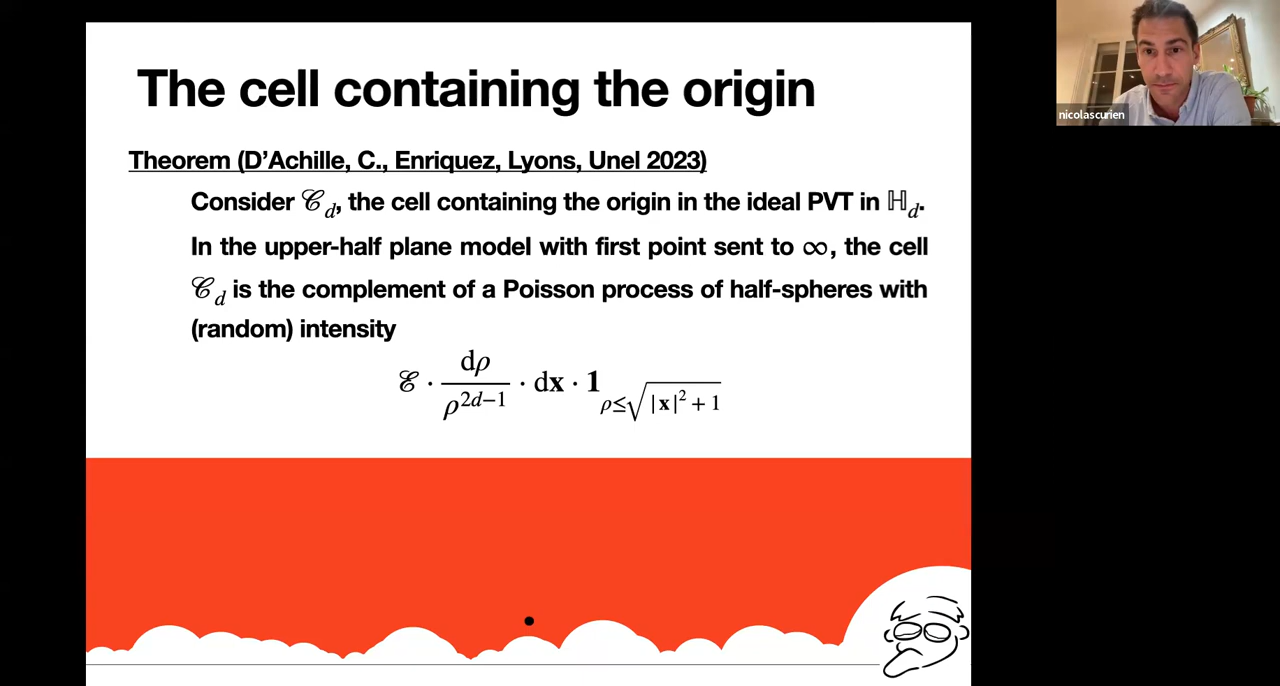 The cell containing the origin
Theorem (D'Achille, C., Enriquez, Lyons, Unel 2023)
Consider 𝒞_d, the cell containing the origin in the ideal PVT in ℍ_d.
In the upper-half plane model with first point sent to ∞, the cell
𝒞_d is the complement of a Poisson process of half-spheres with
(random) intensity
ℰ · dρ/ρ^{2d−1} · dx · 1_{ρ≤√(|x|^2+1)}
nicolascurien